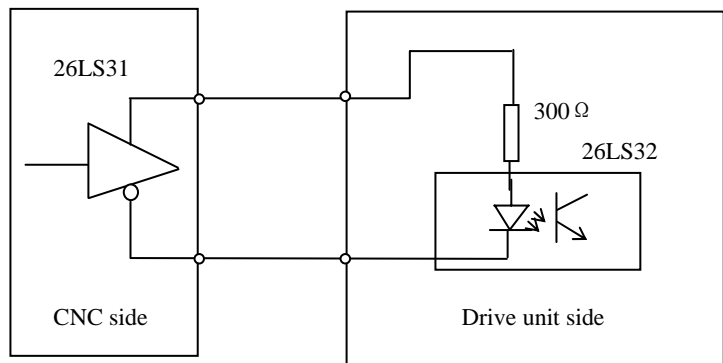 26LS31
300Ω
26LS32
CNC side
Drive unit side